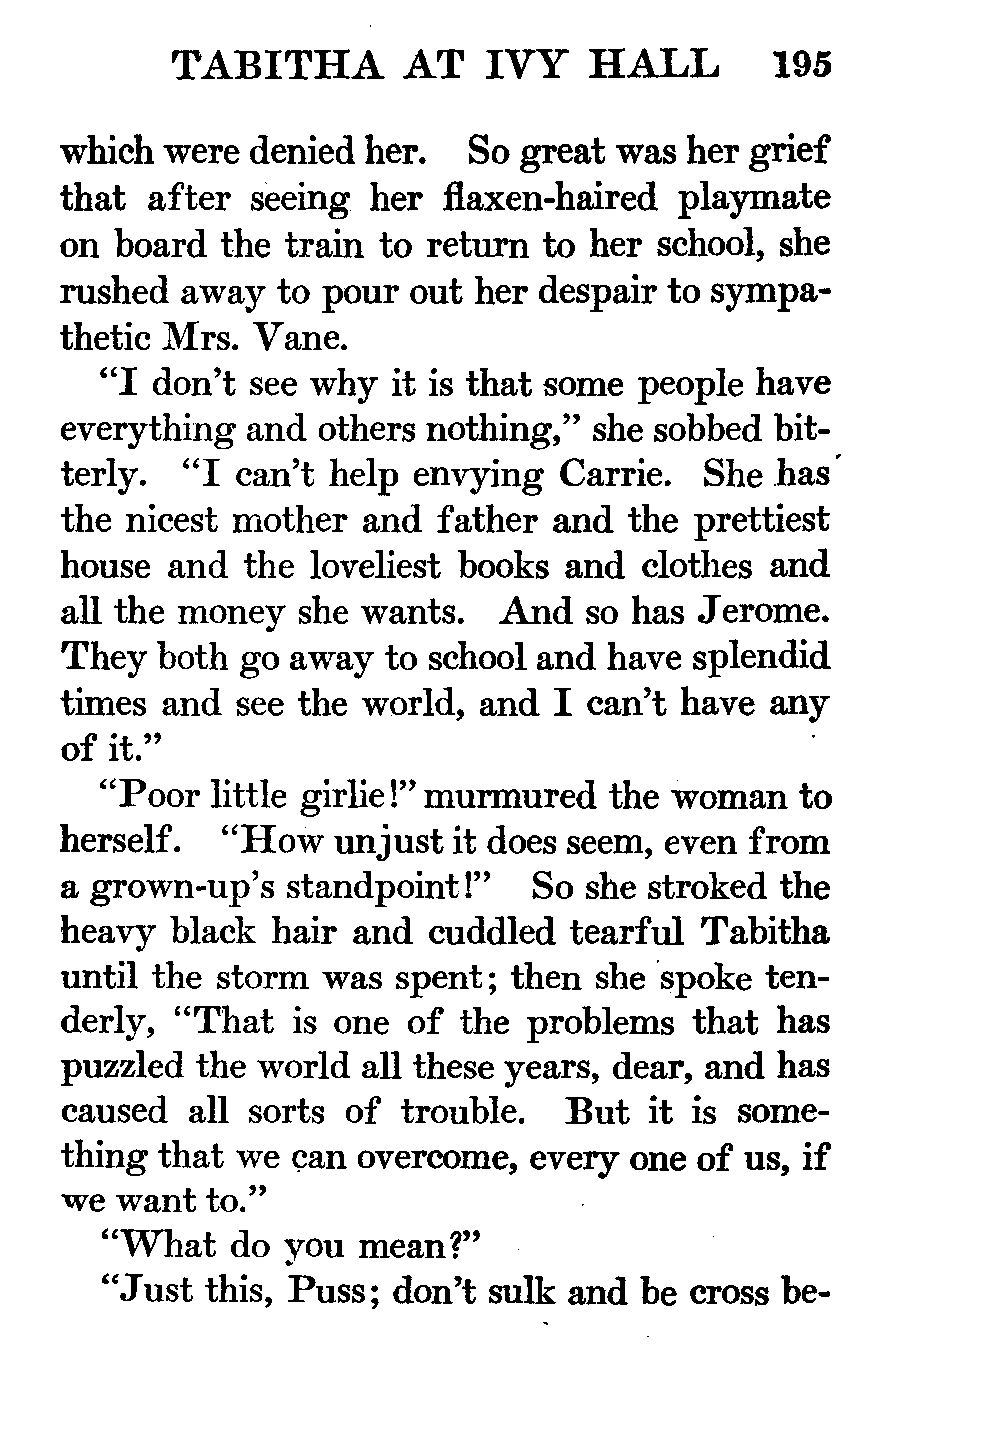 TABITHA AT IVY HALL 195
which were denied her. So great was her grief
that after seeing her flaxen-haired playmate
on board the train to return to her school, she
rushed away to pour out her despair to sympa-
thetic Mrs. Vane.
“I don’t see why it is that some people have
everything and others nothing,” she sobbed bit-
terly. “I can’t help envying Carrie. She has
the nicest mother and father and the prettiest
house and the loveliest books and clothes and
all the money she wants. And so has Jerome.
They both go away to school and have splendid
times and see the world, and I can’t have any
of it.”
“Poor little girlie!” murmured the woman to
herself. “How unjust it does seem, even from
a grown-up’s standpoint!” So she stroked the
heavy black hair and cuddled tearful Tabitha
until the storm was spent; then she spoke ten-
derly, “That is one of the problems that has
puzzled the world all these years, dear, and has
caused all sorts of trouble. But it is some-
thing that we can overcome, every one of us, if
we want to.”
“What do you mean?”
“Just this, Puss; don’t sulk and be cross be-